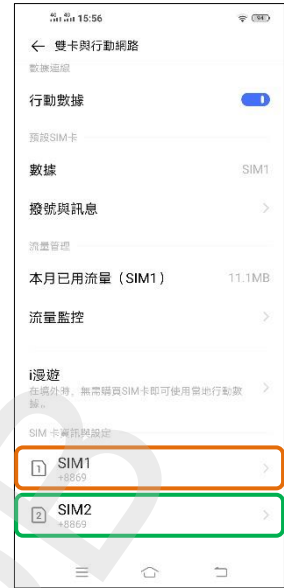 15:56
雙卡與行動網路
數據連線
行動數據
預設SIM卡
數據 SIM1
撥號與訊息
流量管理
本月已用流量（SIM1） 11.1MB
流量監控
i漫遊
在境外時，無需購買SIM卡即可使用當地行動數
據。
SIM 卡資訊與設定
1 SIM1
+8869
2 SIM2
+8869